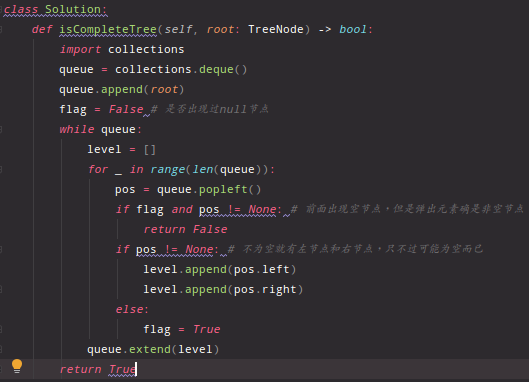 class Solution:
    def isCompleteTree(self, root: TreeNode) -> bool:
        import collections
        queue = collections.deque()
        queue.append(root)
        flag = False # 是否出现过null节点
        while queue:
            level = []
            for _ in range(len(queue)):
                pos = queue.popleft()
                if flag and pos != None: # 前面出现空节点,但是弹出元素确是非空节点
                    return False
                if pos != None: # 不为空就有左节点和右节点,只不过可能为空而已
                    level.append(pos.left)
                    level.append(pos.right)
                else:
                    flag = True
            queue.extend(level)
        return True